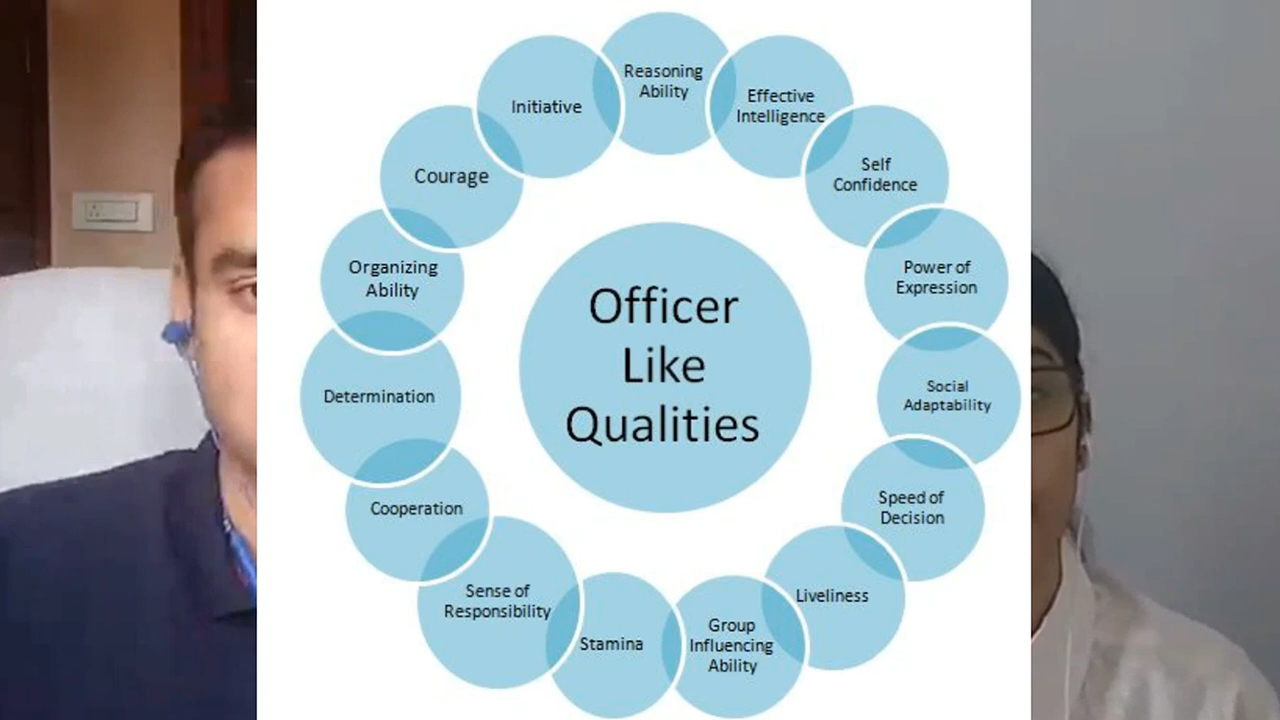 Officer
Like
Qualities
Reasoning
Ability
Effective
Intelligence
Self
Confidence
Power of
Expression
Social
Adaptability
Speed of
Decision
Liveliness
Group
Influencing
Ability
Stamina
Sense of
Responsibility
Cooperation
Determination
Organizing
Ability
Courage
Initiative